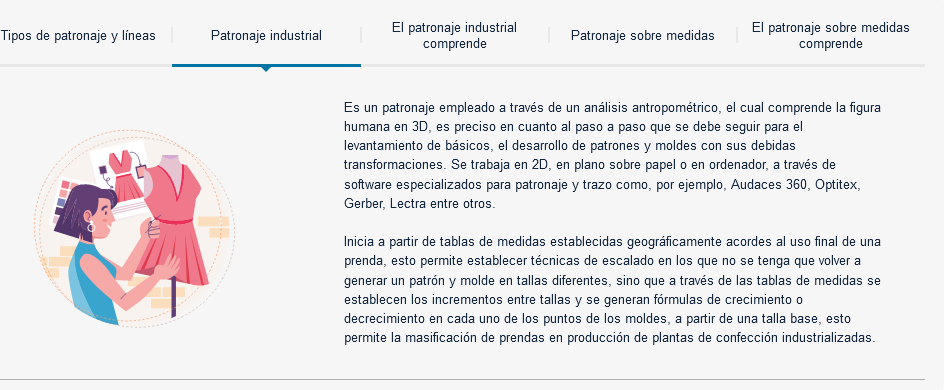 Tipos de patronaje y líneas
Patronaje industrial
El patronaje industrial
comprende
Patronaje sobre medidas
El patronaje sobre medidas
comprende
Es un patronaje empleado a través de un análisis antropométrico, el cual comprende la figura
humana en 3D, es preciso en cuanto al paso a paso que se debe seguir para el
levantamiento de básicos, el desarrollo de patrones y moldes con sus debidas
transformaciones. Se trabaja en 2D, en plano sobre papel o en ordenador, a través de
software especializados para patronaje y trazo como, por ejemplo, Audaces 360, Optitex,
Gerber, Lectra entre otros.
Inicia a partir de tablas de medidas establecidas geográficamente acordes al uso final de una
prenda, esto permite establecer técnicas de escalado en los que no se tenga que volver a
generar un patrón y molde en tallas diferentes, sino que a través de las tablas de medidas se
establecen los incrementos entre tallas y se generan fórmulas de crecimiento o
decrecimiento en cada uno de los puntos de los moldes, a partir de una talla base, esto
permite la masificación de prendas en producción de plantas de confección industrializadas.